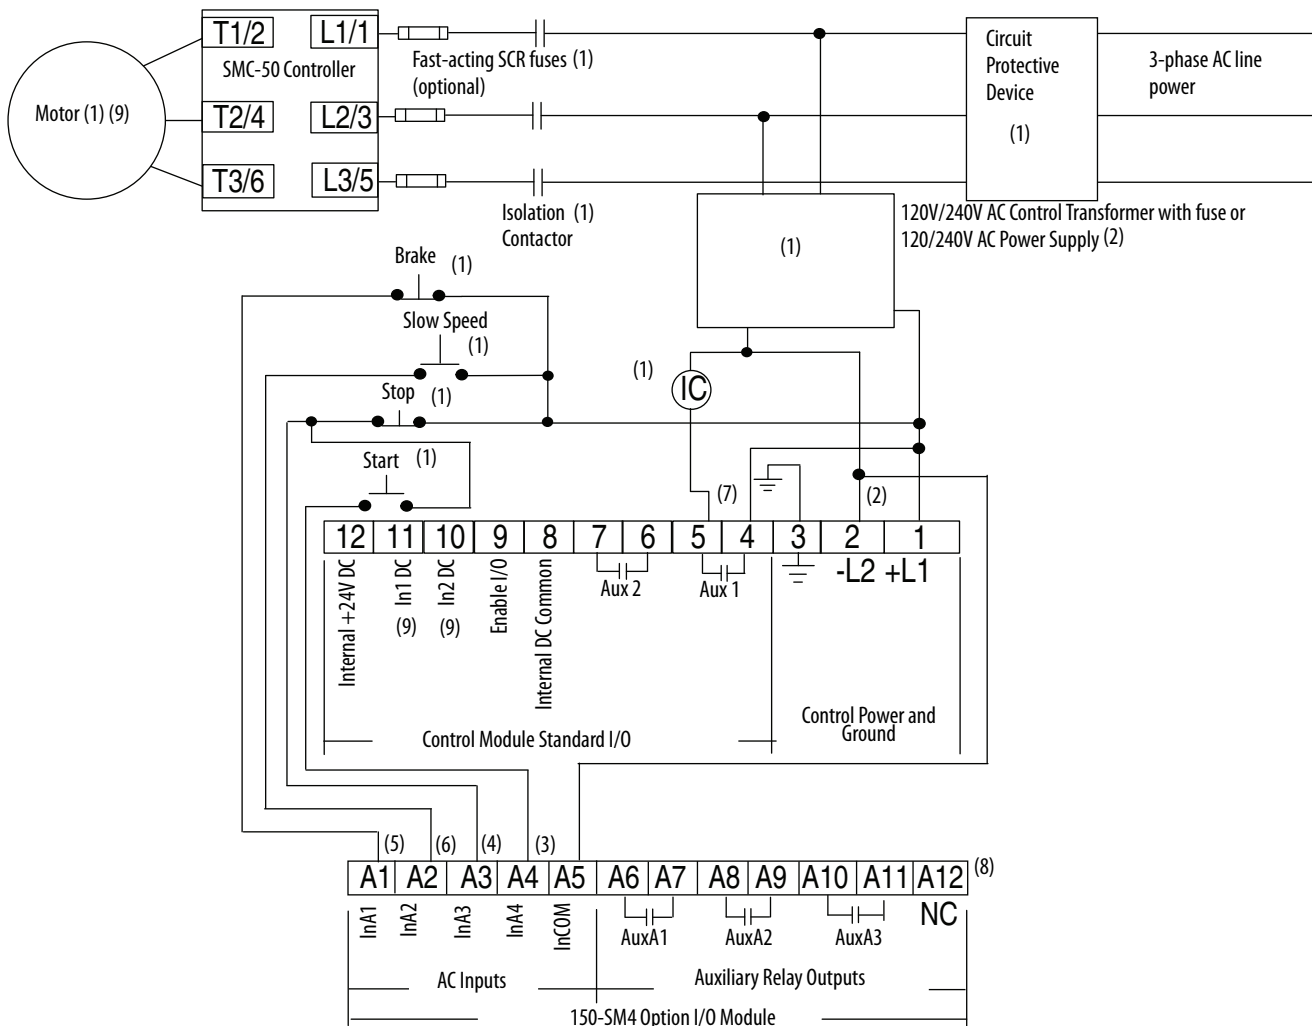 T1/2 L1/1
SMC-50 Controller
Fast-acting SCR fuses (1)
(optional)
Circuit
Protective
Device
(1)
3-phase AC line
power
Motor (1) (9)
T2/4 L2/3
T3/6 L3/5
Isolation (1)
Contactor
(1)
120V/240V AC Control Transformer with fuse or
120/240V AC Power Supply (2)
Brake (1)
Slow Speed
(1)
Stop (1)
Start (1)
(1)
IC
(7)
(2)
12 11 10 9 8 7 6 5 4 3 2 1
-L2 +L1
Internal +24V DC
In1 DC
(9)
In2 DC
(9)
Enable I/O
Internal DC Common
Aux 2
Aux 1
Control Module Standard I/O
Control Power and
Ground
(5) (6) (4) (3)
A1 A2 A3 A4 A5 A6 A7 A8 A9 A10 A11 A12 (8)
InA1
InA2
InA3
InA4
InCOM
AuxA1
AuxA2
AuxA3
NC
AC Inputs
Auxiliary Relay Outputs
150-SM4 Option I/O Module